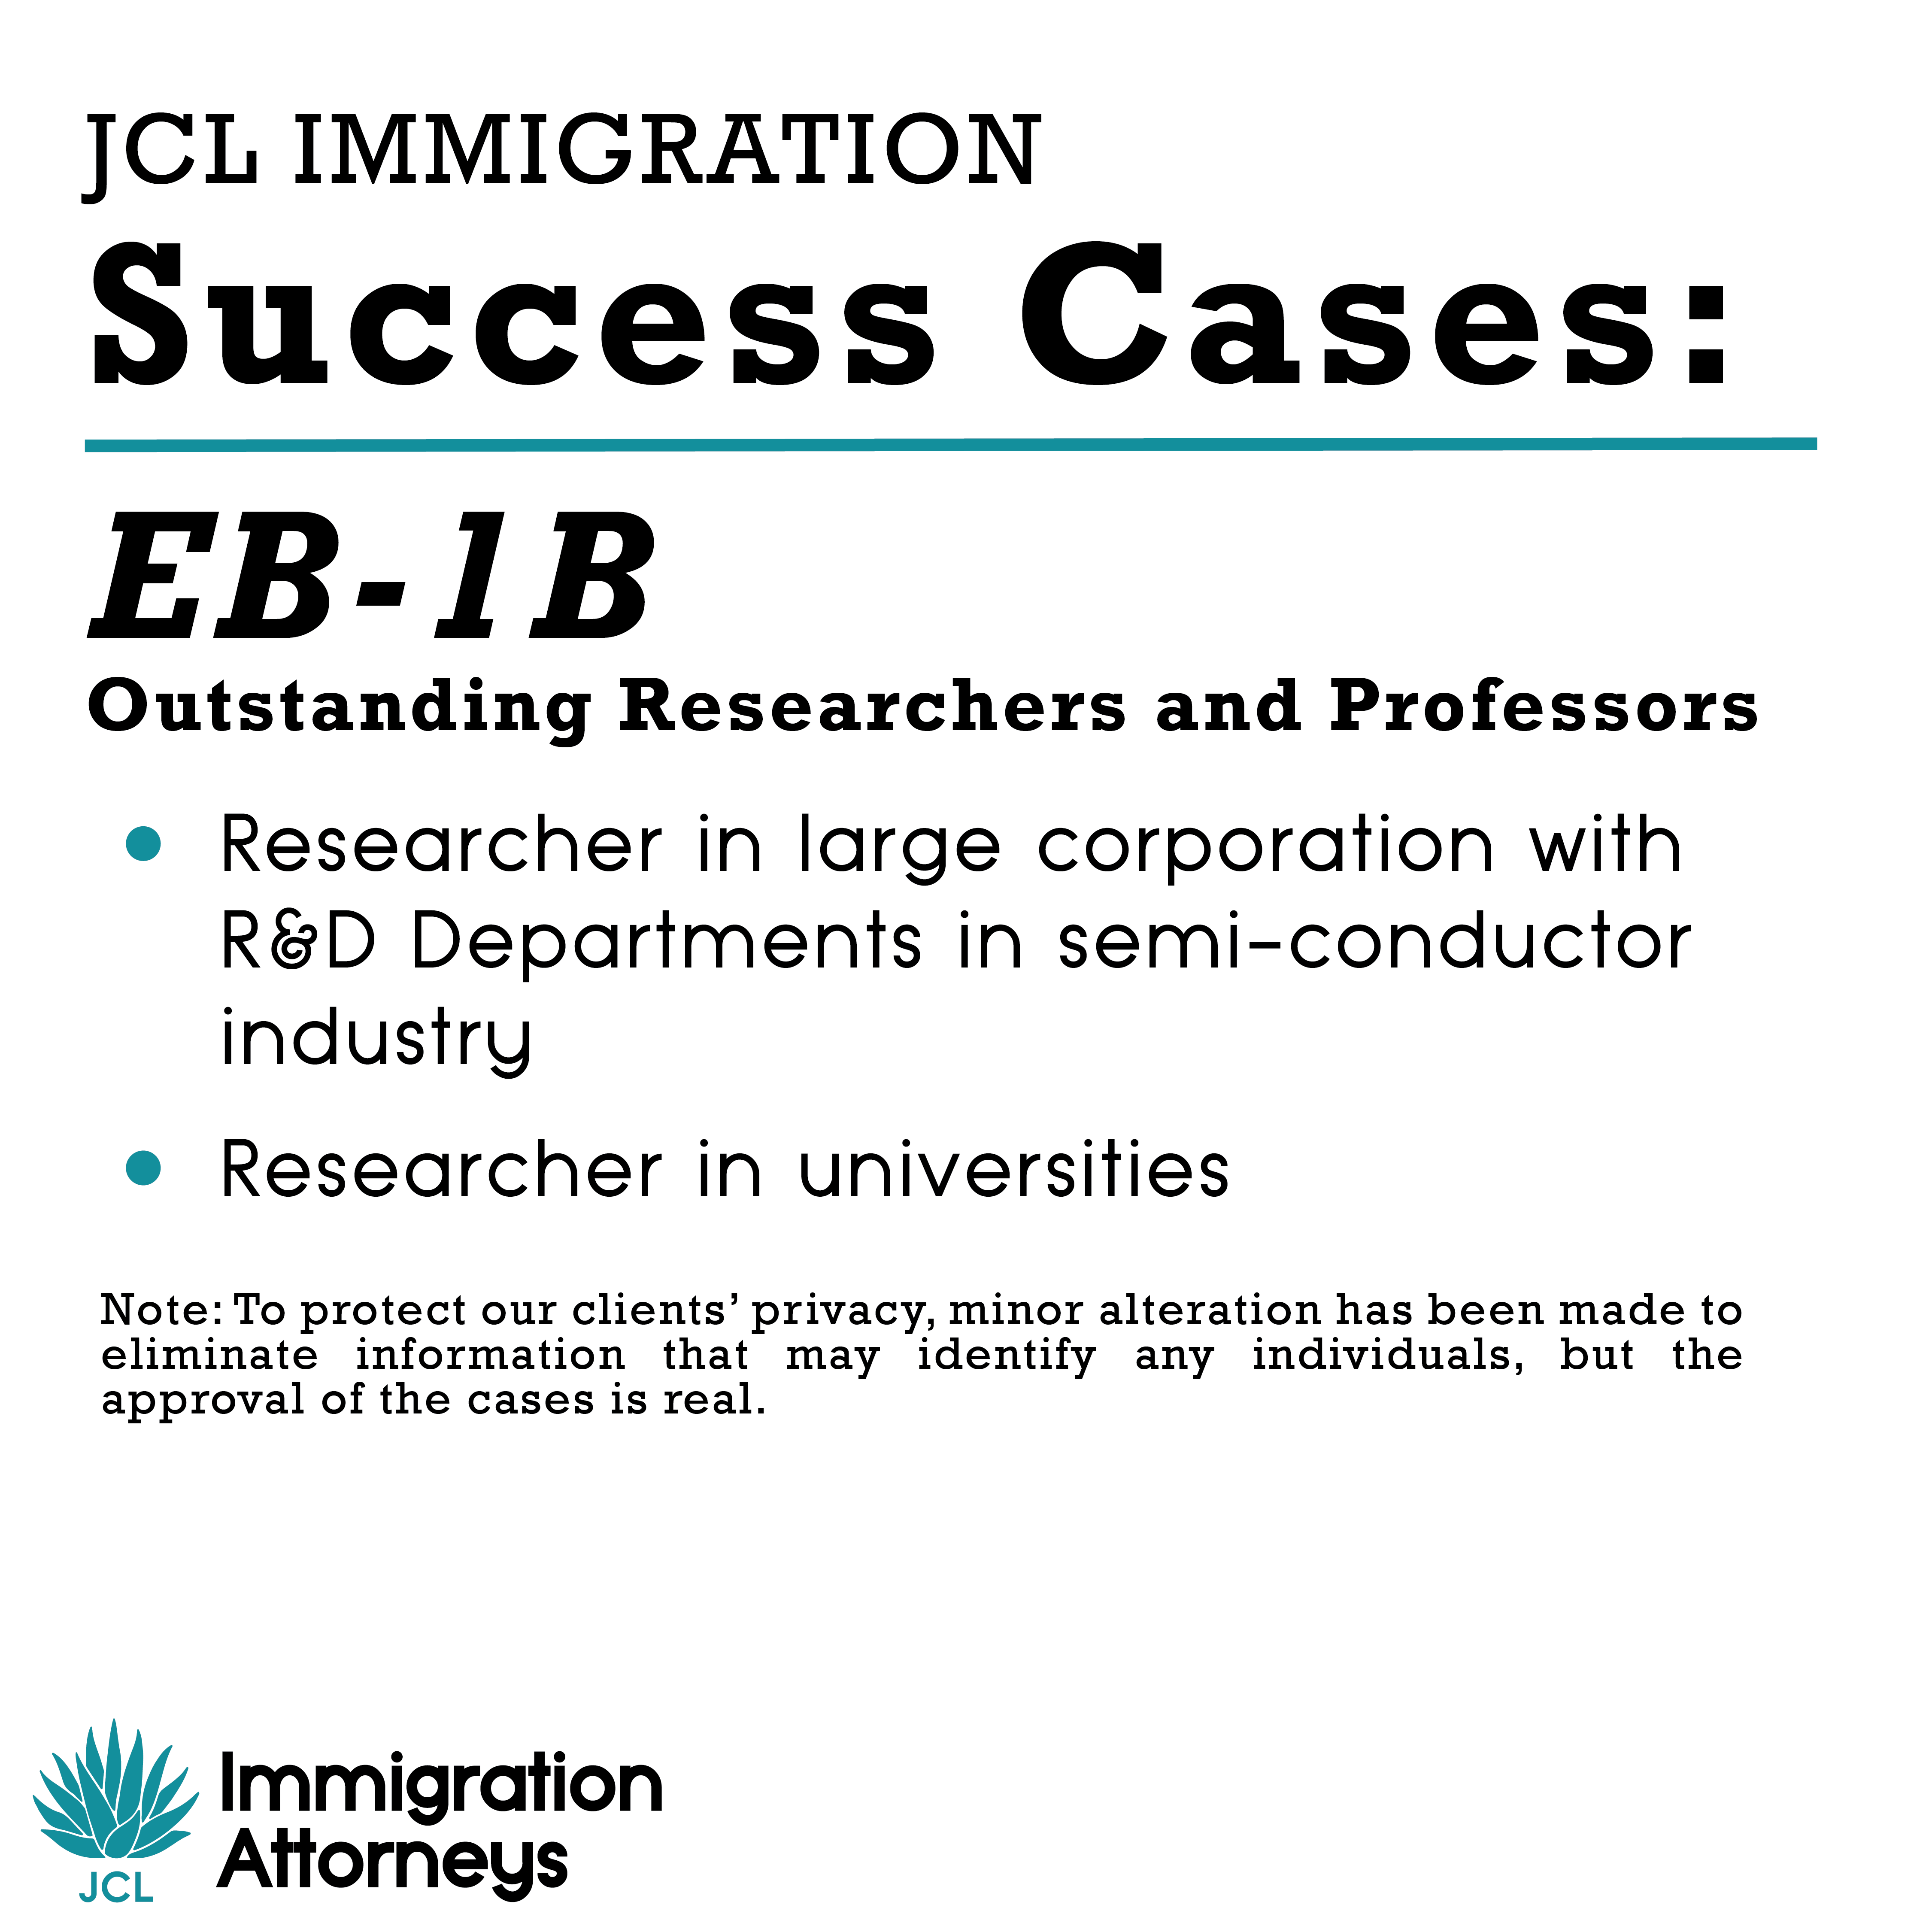 JCL IMMIGRATION
Success Cases:
EB-1B
Outstanding Researchers and Professors
• Researcher in large corporation with
R&D Departments in semi-conductor
industry
• Researcher in universities
Note: To protect our clients’ privacy, minor alteration has been made to
eliminate information that may identify any individuals, but the
approval of the cases is real.
Immigration
Attorneys
JCL